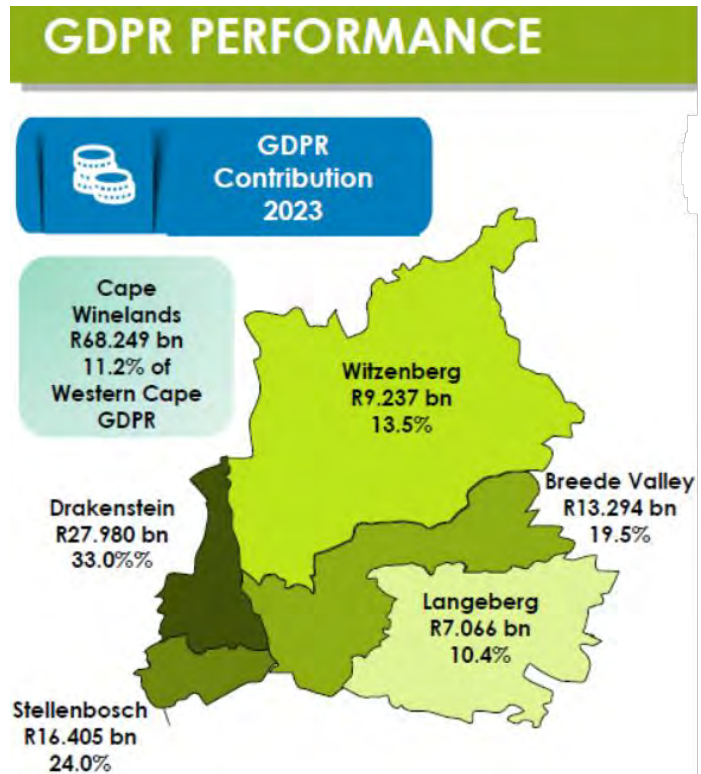 GDPR PERFORMANCE
GDPR
Contribution
2023
Cape
Winelands
R68.249 bn
11.2% of
Western Cape
GDPR
Witzenberg
R9.237 bn
13.5%
Breede Valley
R13.294 bn
19.5%
Drakenstein
R27.980 bn
33.0%%
Langeberg
R7.066 bn
10.4%
Stellenbosch
R16.405 bn
24.0%